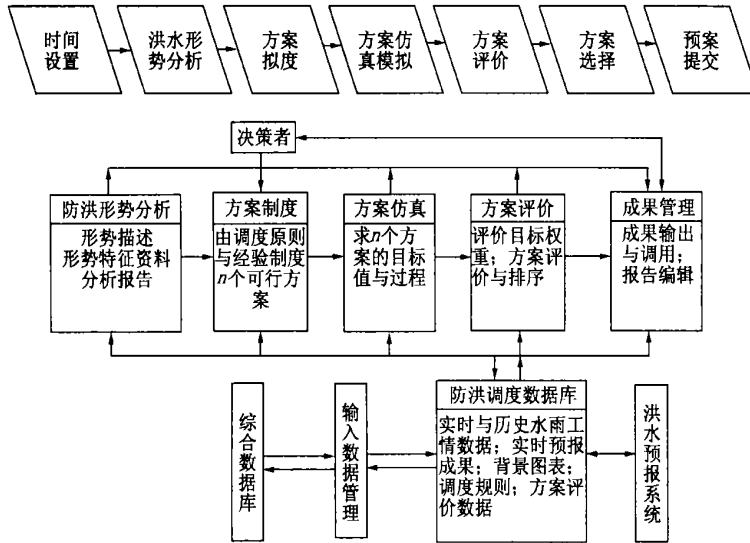 时间
设置
洪水形
势分析
方案
拟度
方案仿
真模拟
方案
评价
方案
选择
预案
提交
决策者
防洪形势分析
形势描述
形势特征资料
分析报告
方案制度
由调度原则
与经验制度
n个可行方
案
方案仿真
求n个方
案的目标
值与过程
方案评价
评价目标权
重；方案评
价与排序
成果管理
成果输出
与调用；
报告编辑
综合数据库
输入数据管理
防洪调度数据库
实时与历史水雨工
情数据；实时预报
成果；背景图表；
调度规则；方案评
价数据
洪水预报系统